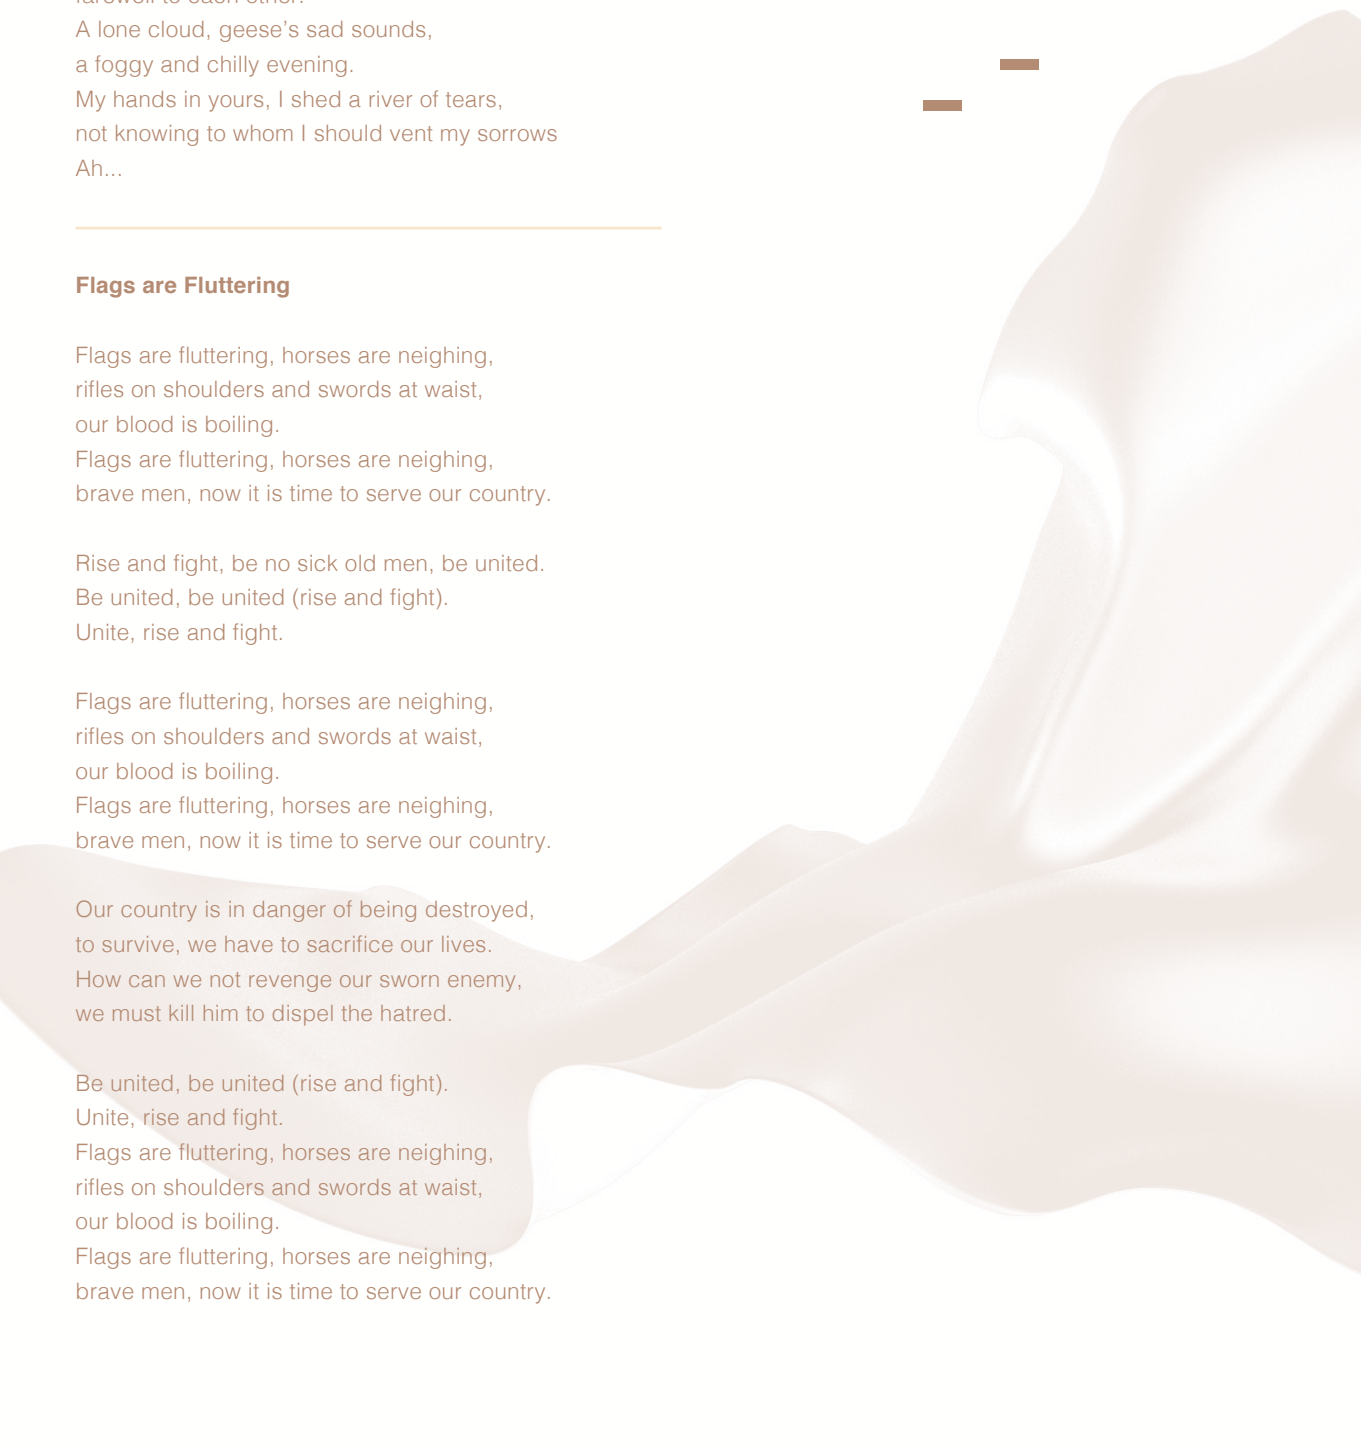 farewell to each other.
A lone cloud, geese’s sad sounds,
a foggy and chilly evening.
My hands in yours, I shed a river of tears,
not knowing to whom I should vent my sorrows
Ah...
Flags are Fluttering
Flags are fluttering, horses are neighing,
rifles on shoulders and swords at waist,
our blood is boiling.
Flags are fluttering, horses are neighing,
brave men, now it is time to serve our country.
Rise and fight, be no sick old men, be united.
Be united, be united (rise and fight).
Unite, rise and fight.
Flags are fluttering, horses are neighing,
rifles on shoulders and swords at waist,
our blood is boiling.
Flags are fluttering, horses are neighing,
brave men, now it is time to serve our country.
Our country is in danger of being destroyed,
to survive, we have to sacrifice our lives.
How can we not revenge our sworn enemy,
we must kill him to dispel the hatred.
Be united, be united (rise and fight).
Unite, rise and fight.
Flags are fluttering, horses are neighing,
rifles on shoulders and swords at waist,
our blood is boiling.
Flags are fluttering, horses are neighing,
brave men, now it is time to serve our country.